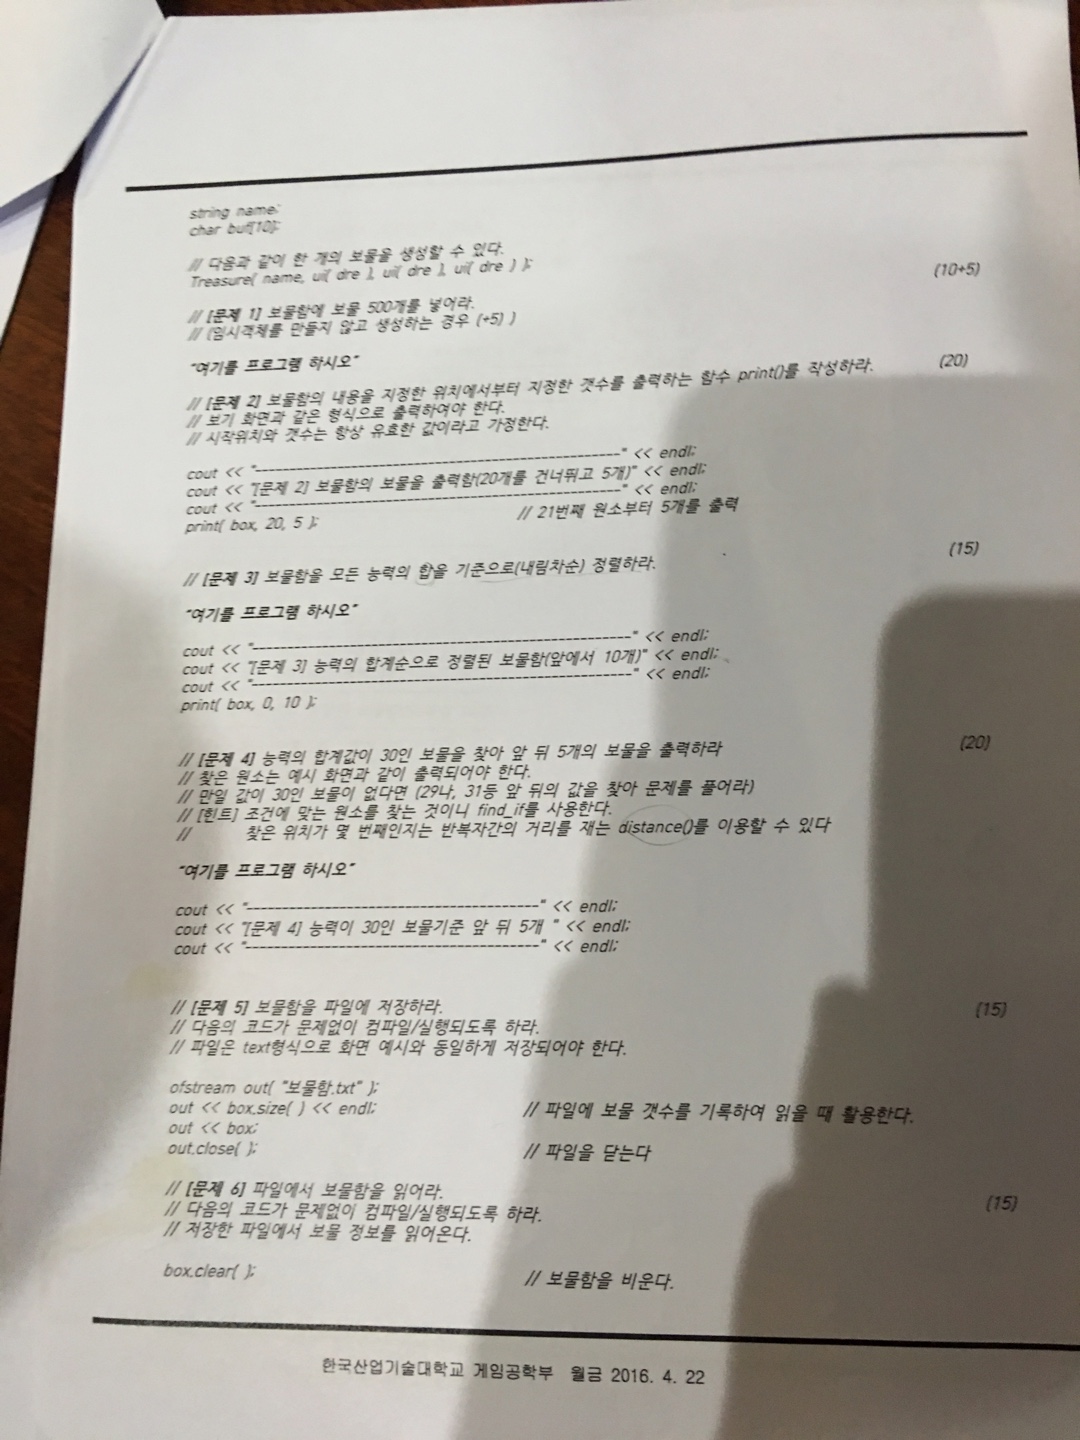 string name;
char buf[10];
// 다음과 같이 한 개의 보물을 생성할 수 있다.
Treasure( name, ui( dre ), ui( dre ), ui( dre ) );
(10+5)
// [문제 1] 보물함에 보물 500개를 넣어라.
// (임시객체를 만들지 않고 생성하는 경우 (+5) )
"여기를 프로그램 하시오"
// [문제 2] 보물함의 내용을 지정한 위치에서부터 지정한 갯수를 출력하는 함수 print()를 작성하라. (20)
// 보기 화면과 같은 형식으로 출력하여야 한다.
// 시작위치와 갯수는 항상 유효한 값이라고 가정한다.
cout << "------------------------------------------------------" << endl;
cout << "[문제 2] 보물함의 보물을 출력함(20개를 건너뛰고 5개)" << endl;
cout << "------------------------------------------------------" << endl;
print( box, 20, 5 ); // 21번째 원소부터 5개를 출력
// [문제 3] 보물함을 모든 능력의 합을 기준으로(내림차순) 정렬하라. (15)
"여기를 프로그램 하시오"
cout << "------------------------------------------------------" << endl;
cout << "[문제 3] 능력의 합계순으로 정렬된 보물함(앞에서 10개)" << endl;
cout << "------------------------------------------------------" << endl;
print( box, 0, 10 );
// [문제 4] 능력의 합계값이 30인 보물을 찾아 앞 뒤 5개의 보물을 출력하라 (20)
// 찾은 원소는 예시 화면과 같이 출력되어야 한다.
// 만일 값이 30인 보물이 없다면 (29나, 31등 앞 뒤의 값을 찾아 문제를 풀어라)
// [힌트] 조건에 맞는 원소를 찾는 것이니 find_if를 사용한다.
// 찾은 위치가 몇 번째인지는 반복자간의 거리를 재는 distance()를 이용할 수 있다
"여기를 프로그램 하시오"
cout << "------------------------------------------" << endl;
cout << "[문제 4] 능력이 30인 보물기준 앞 뒤 5개 " << endl;
cout << "------------------------------------------" << endl;
// [문제 5] 보물함을 파일에 저장하라. (15)
// 다음의 코드가 문제없이 컴파일/실행되도록 하라.
// 파일은 text형식으로 화면 예시와 동일하게 저장되어야 한다.
ofstream out( "보물함.txt" );
out << box.size( ) << endl; // 파일에 보물 갯수를 기록하여 읽을 때 활용한다.
out << box;
out.close( ); // 파일을 닫는다
// [문제 6] 파일에서 보물함을 읽어라. (15)
// 다음의 코드가 문제없이 컴파일/실행되도록 하라.
// 저장한 파일에서 보물 정보를 읽어온다.
box.clear( ); // 보물함을 비운다.
한국산업기술대학교 게임공학부 월금 2016. 4. 22